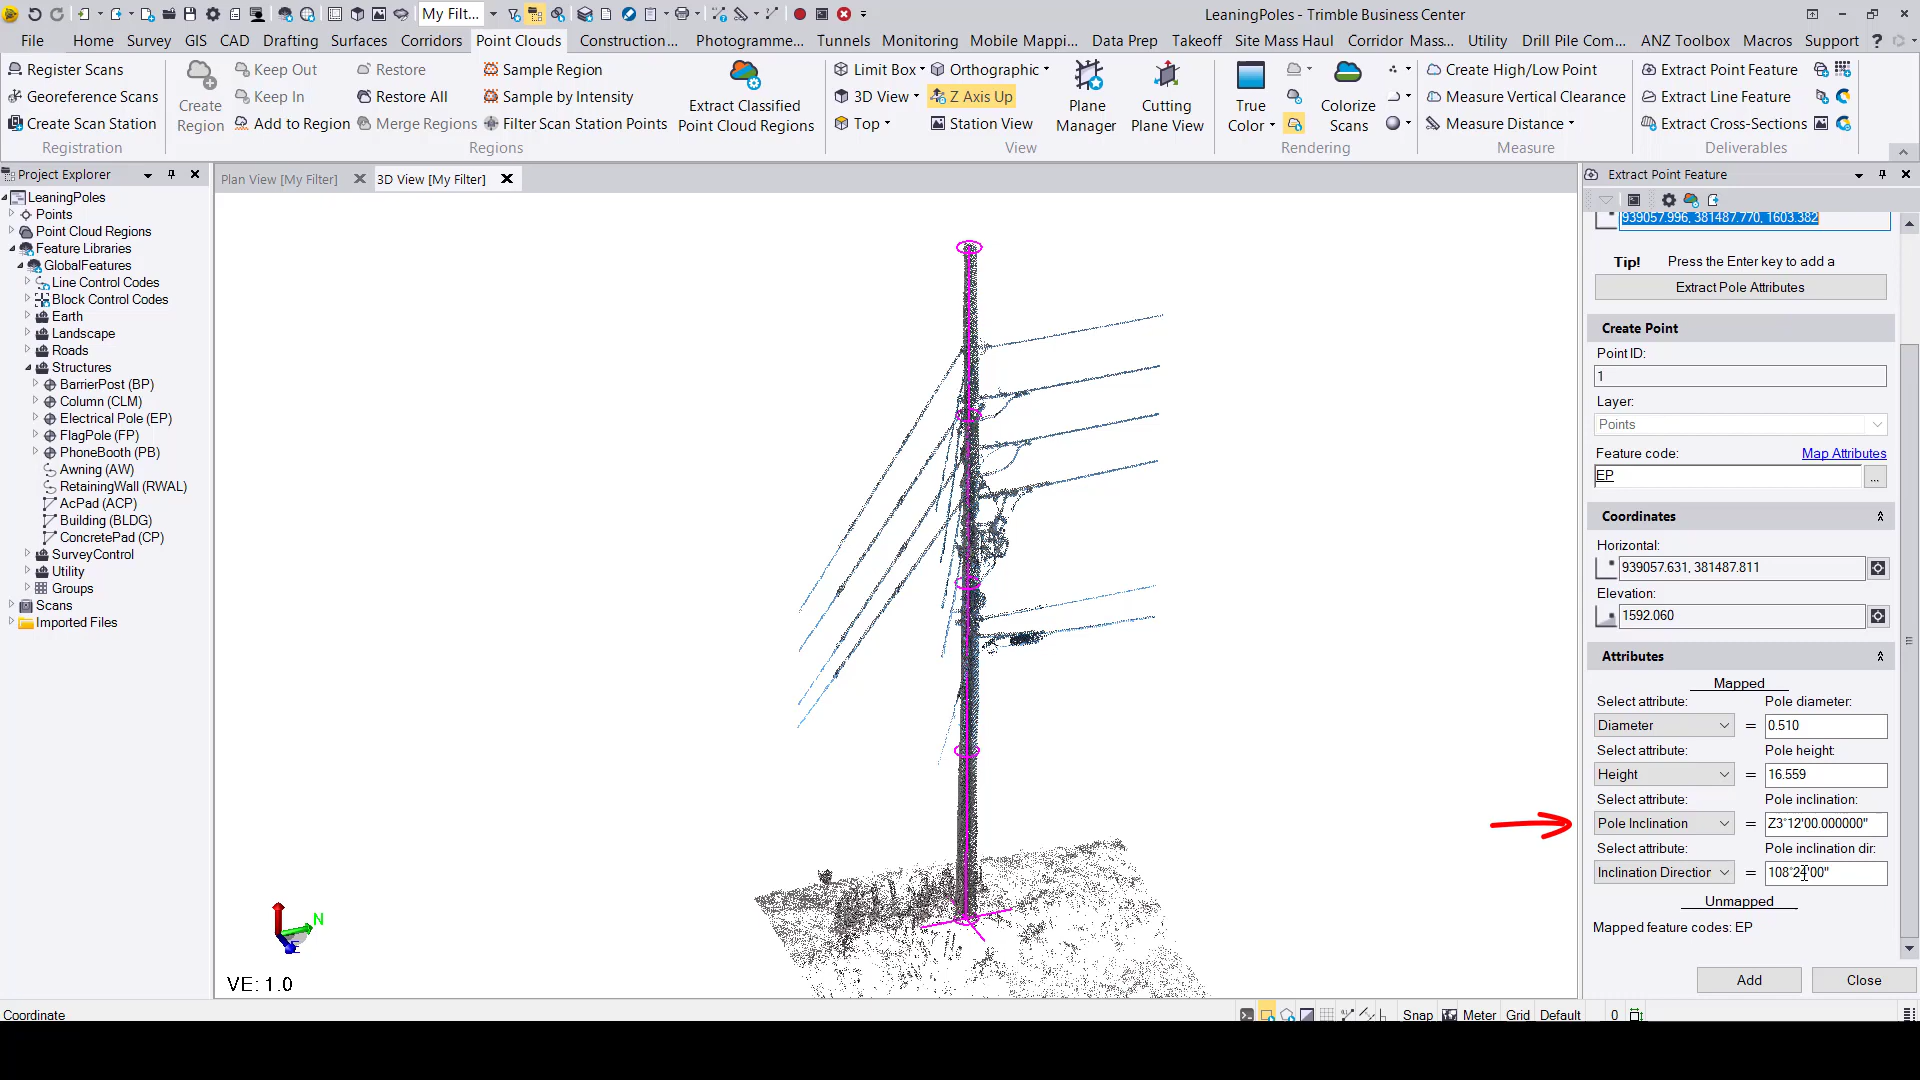 My Filt...
LeaningPoles - Trimble Business Center
File Home Survey GIS CAD Drafting Surfaces Corridors Point Clouds Construction... Photogramme... Tunnels Monitoring Mobile Mappi... Data Prep Takeoff Site Mass Haul Corridor Mass... Utility Drill Pile Com... ANZ Toolbox Macros Support
Register Scans
Georeference Scans
Create Scan Station
Registration
Create Region
Keep Out
Keep In
Add to Region
Restore
Restore All
Merge Regions
Sample Region
Sample by Intensity
Filter Scan Station Points
Extract Classified
Point Cloud Regions
Regions
Limit Box
3D View
Top
Orthographic
Z Axis Up
Station View
Plane
Manager
Cutting
Plane View
View
True
Color
Colorize
Scans
Rendering
Create High/Low Point
Measure Vertical Clearance
Measure Distance
Measure
Extract Point Feature
Extract Line Feature
Extract Cross-Sections
Deliverables
Project Explorer
LeaningPoles
Points
Point Cloud Regions
Feature Libraries
GlobalFeatures
Line Control Codes
Block Control Codes
Earth
Landscape
Roads
Structures
BarrierPost (BP)
Column (CLM)
Electrical Pole (EP)
FlagPole (FP)
PhoneBooth (PB)
Awning (AW)
RetainingWall (RWAL)
AcPad (ACP)
Building (BLDG)
ConcretePad (CP)
SurveyControl
Utility
Groups
Scans
Imported Files
Plan View [My Filter]
3D View [My Filter]
N
E
VE: 1.0
Extract Point Feature
939057.996, 381487.770, 1603.382
Tip! Press the Enter key to add a
Extract Pole Attributes
Create Point
Point ID:
1
Layer:
Points
Feature code: Map Attributes
EP
...
Coordinates
Horizontal:
939057.631, 381487.811
Elevation:
1592.060
Attributes
Mapped
Select attribute: Pole diameter:
Diameter = 0.510
Select attribute: Pole height:
Height = 16.559
Select attribute: Pole inclination:
Pole Inclination = Z3°12'00.000000"
Select attribute: Pole inclination dir:
Inclination Direction = 108°24'00"
Unmapped
Mapped feature codes: EP
Add Close
Coordinate
Snap Meter Grid Default 0